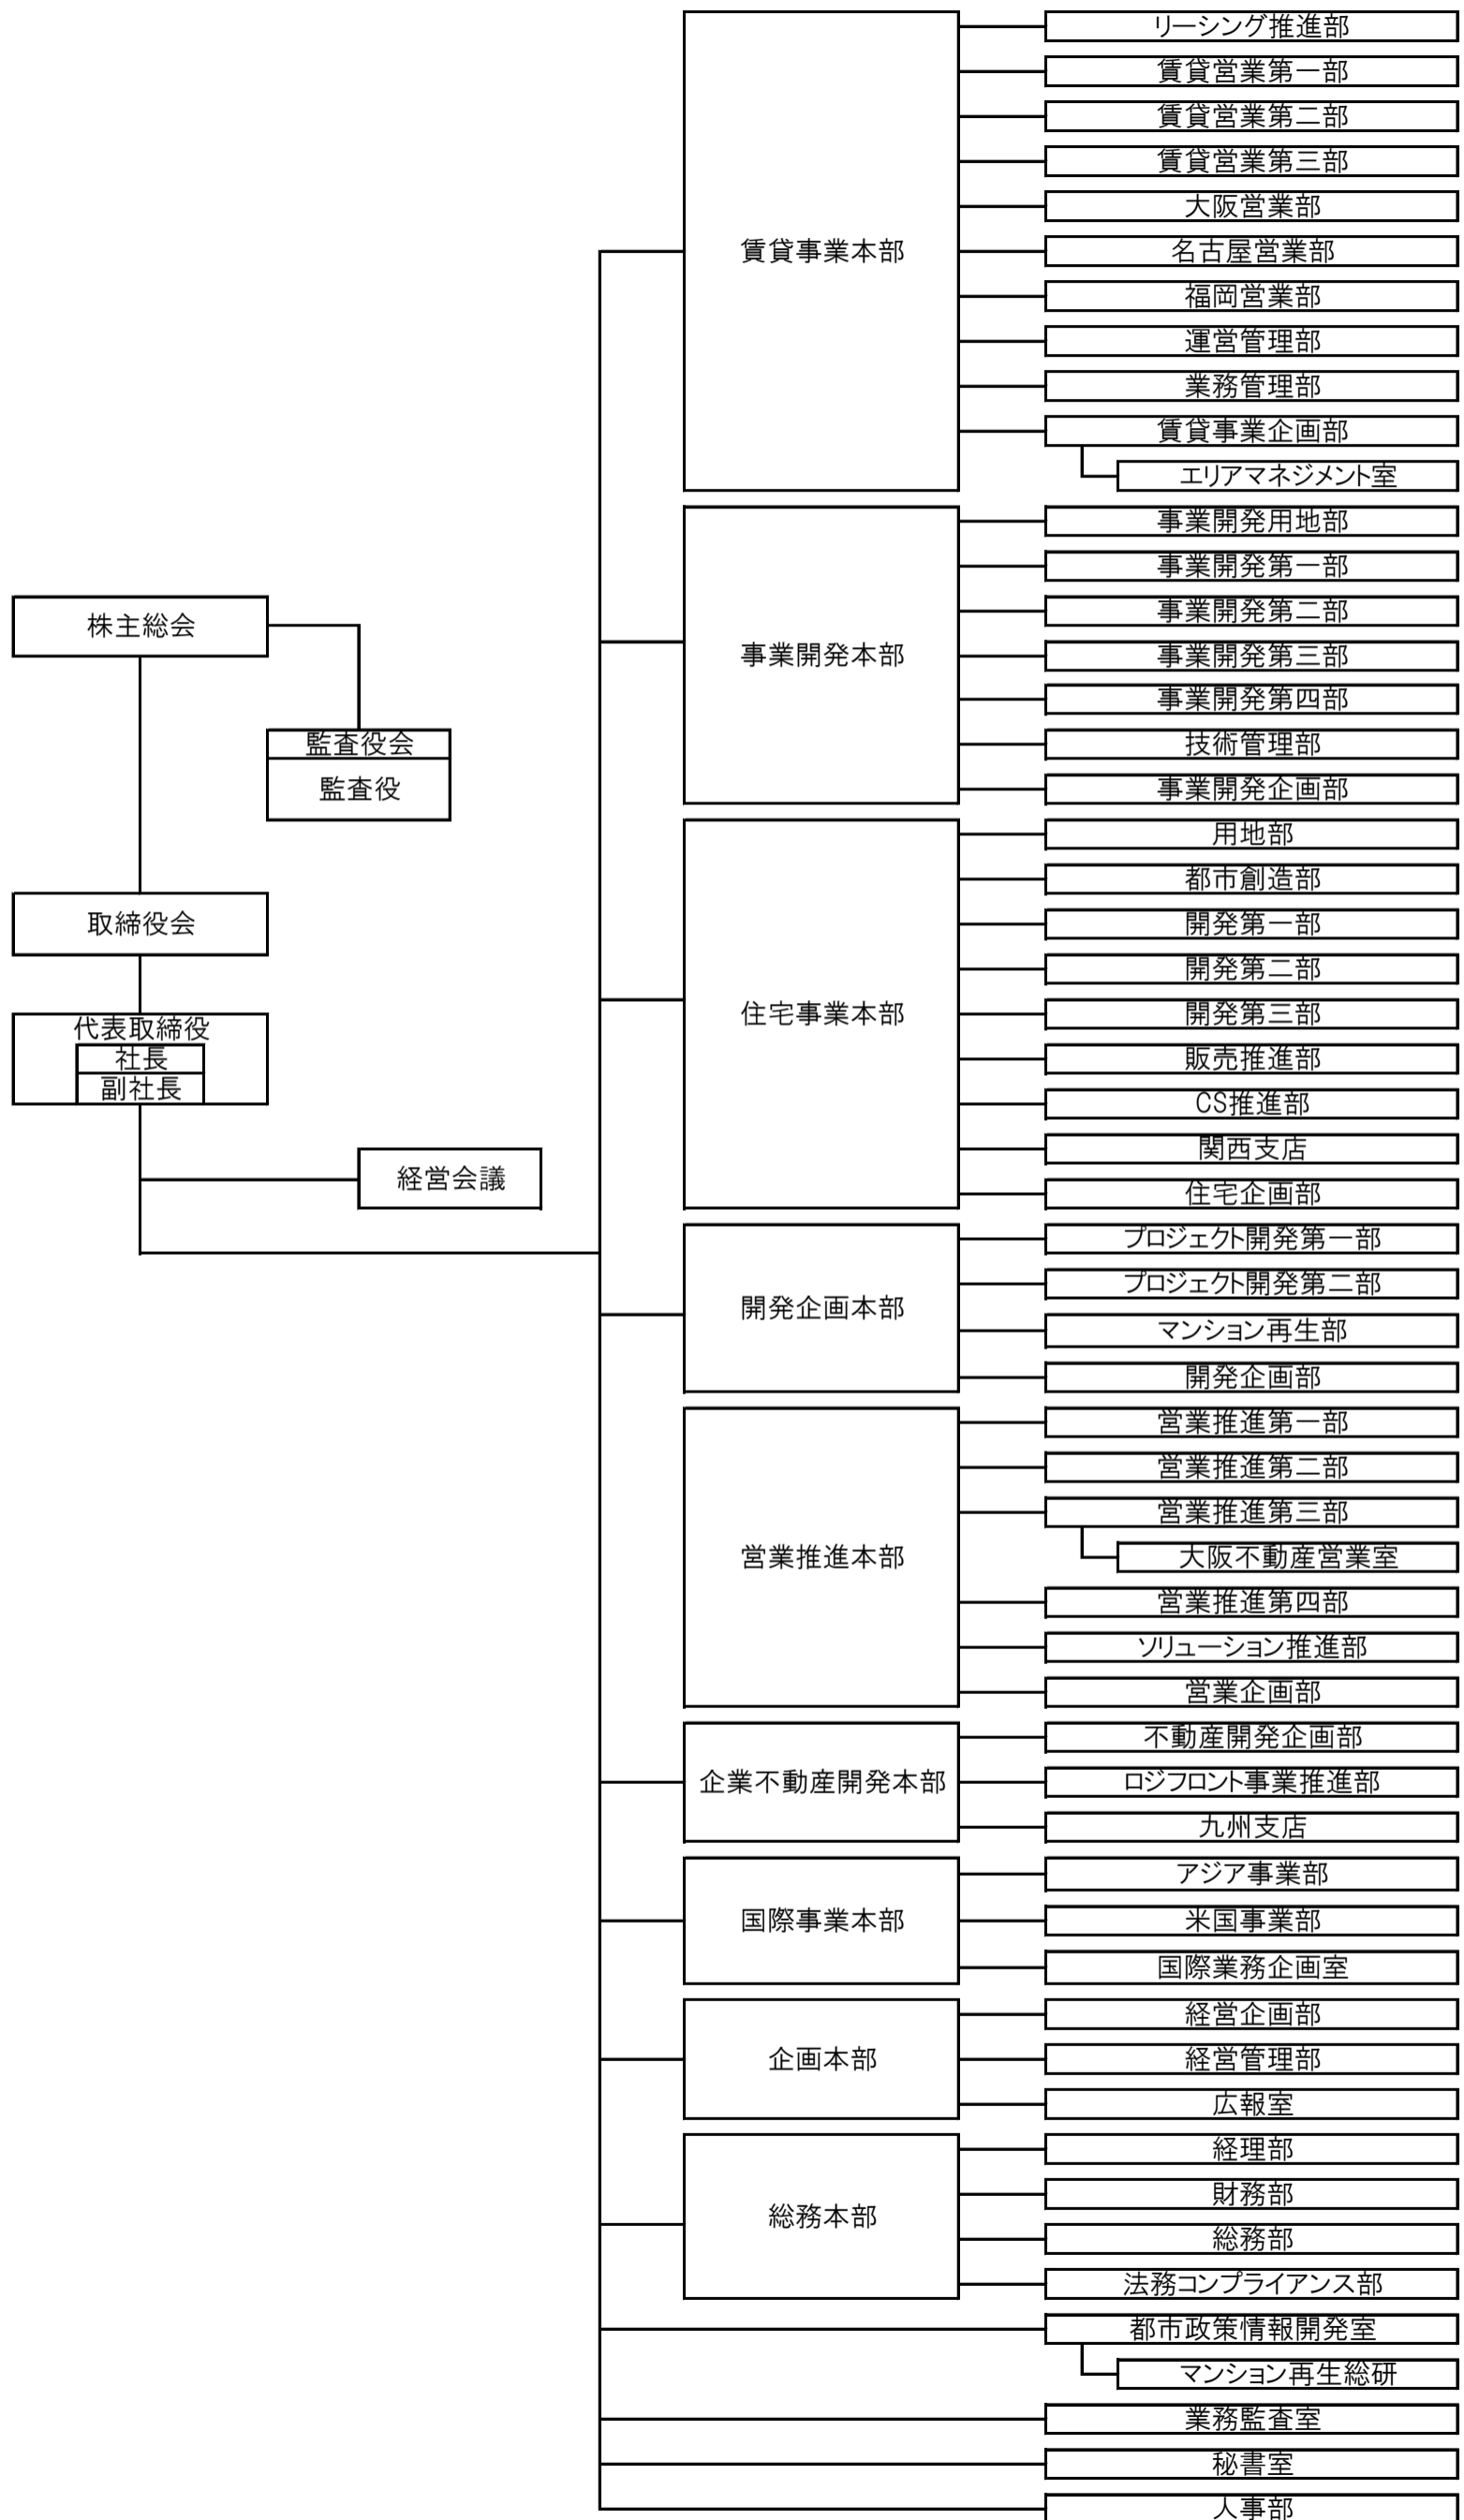 株主総会
監査役会
監査役
取締役会
代表取締役
社長
副社長
経営会議
賃貸事業本部
リーシング推進部
賃貸営業第一部
賃貸営業第二部
賃貸営業第三部
大阪営業部
名古屋営業部
福岡営業部
運営管理部
業務管理部
賃貸事業企画部
エリアマネジメント室
事業開発本部
事業開発用地部
事業開発第一部
事業開発第二部
事業開発第三部
事業開発第四部
技術管理部
事業開発企画部
住宅事業本部
用地部
都市創造部
開発第一部
開発第二部
開発第三部
販売推進部
CS推進部
関西支店
住宅企画部
開発企画本部
プロジェクト開発第一部
プロジェクト開発第二部
マンション再生部
開発企画部
営業推進本部
営業推進第一部
営業推進第二部
営業推進第三部
大阪不動産営業室
営業推進第四部
ソリューション推進部
営業企画部
企業不動産開発本部
不動産開発企画部
ロジフロント事業推進部
九州支店
国際事業本部
アジア事業部
米国事業部
国際業務企画室
企画本部
経営企画部
経営管理部
広報室
総務本部
経理部
財務部
総務部
法務コンプライアンス部
都市政策情報開発室
マンション再生総研
業務監査室
秘書室
人事部